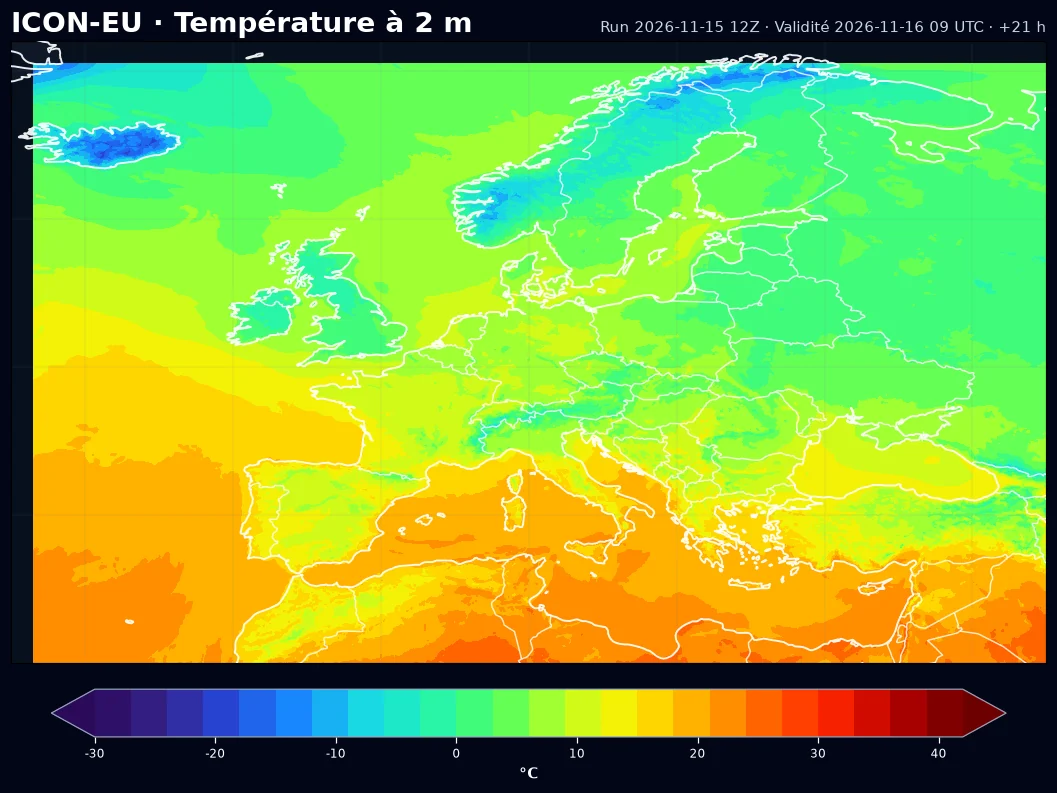 ICON-EU · Température à 2 m
Run 2026-11-15 12Z · Validité 2026-11-16 09 UTC · +21 h
-30 -20 -10 0 10 20 30 40
°C